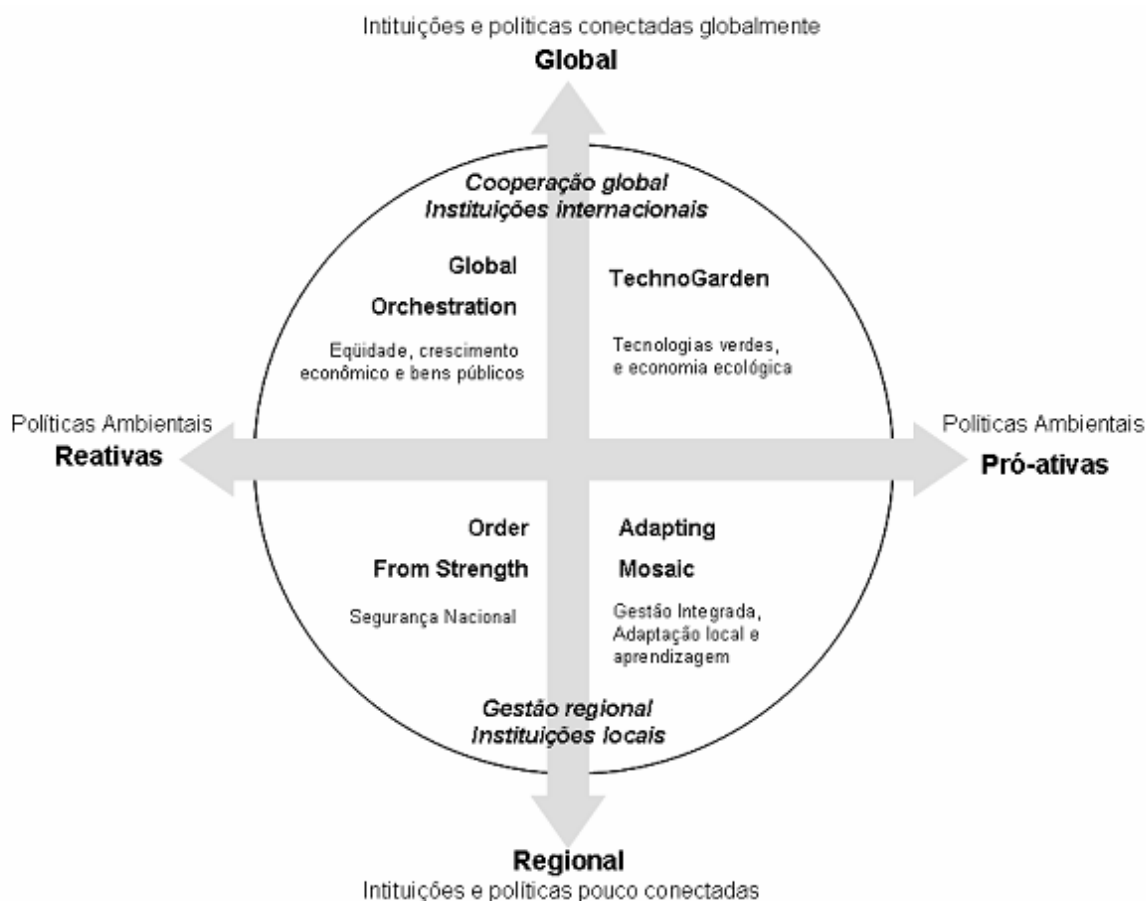 Intituições e políticas conectadas globalmente
Global
Cooperação global
Instituições internacionais
Global
Orchestration
Eqüidade, crescimento
econômico e bens públicos
TechnoGarden
Tecnologias verdes,
e economia ecológica
Políticas Ambientais
Reativas
Políticas Ambientais
Pró-ativas
Order
From Strength
Segurança Nacional
Adapting
Mosaic
Gestão Integrada,
Adaptação local e
aprendizagem
Gestão regional
Instituições locais
Regional
Intituições e políticas pouco conectadas